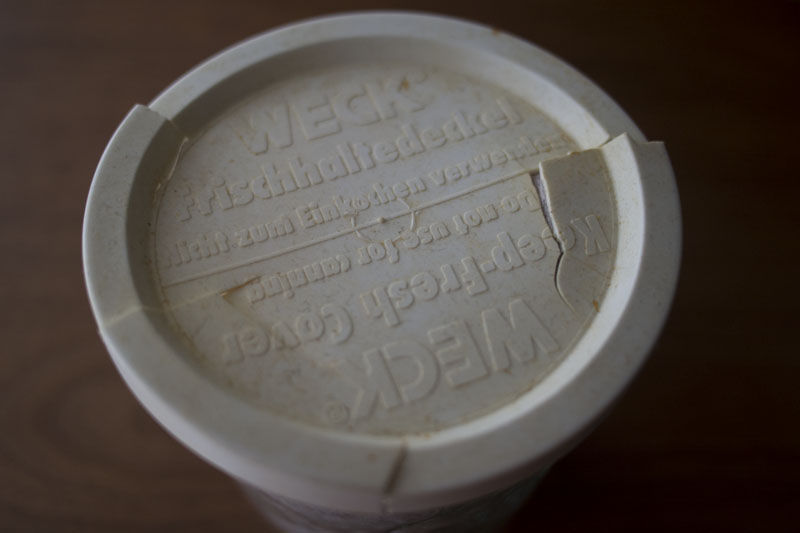 WECK®
Frischhaltedeckel
Nicht zum Einkochen verwenden
Do not use for canning
Keep-Fresh Cover
WECK®